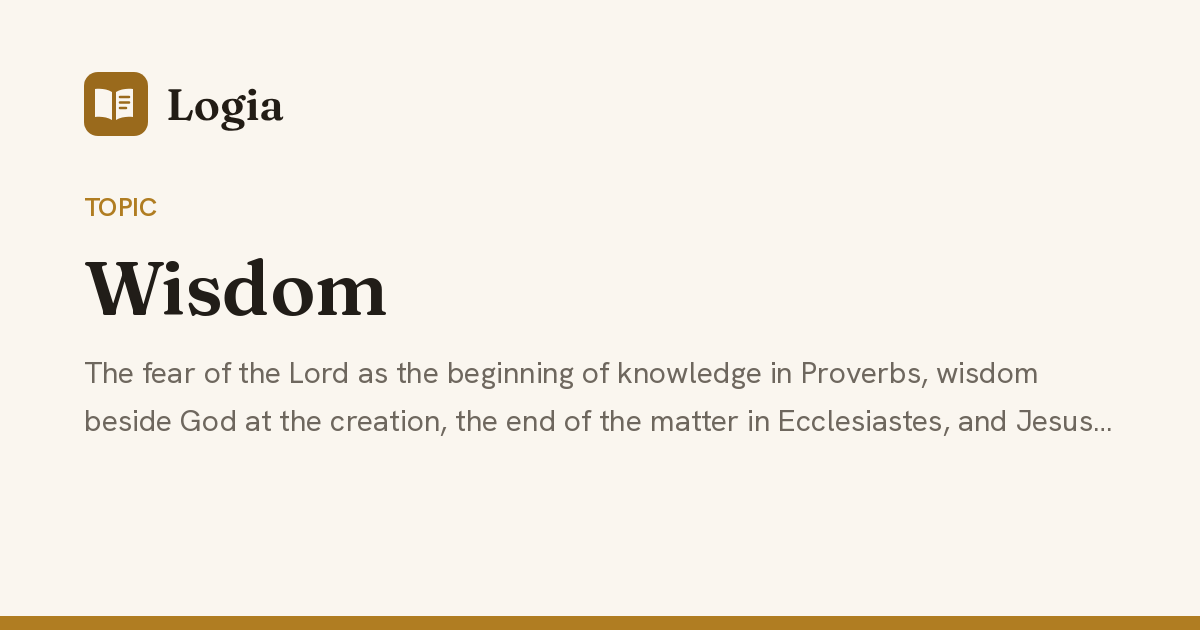 Logia
TOPIC
Wisdom
The fear of the Lord as the beginning of knowledge in Proverbs, wisdom
beside God at the creation, the end of the matter in Ecclesiastes, and Jesus…